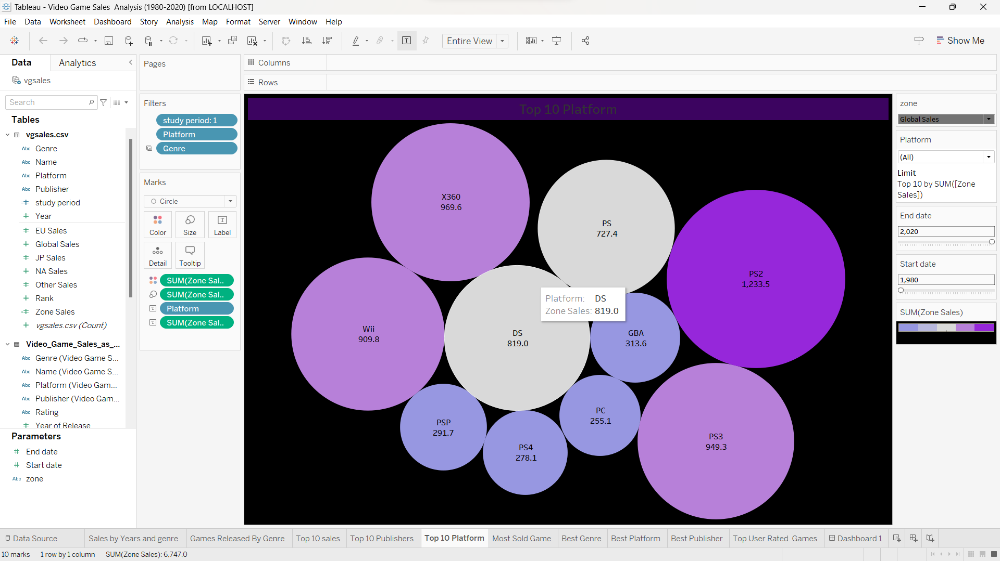 Tableau - Video Game Sales  Analysis (1980-2020) [from LOCALHOST]
File Data Worksheet Dashboard Story Analysis Map Format Server Window Help
Entire View
Show Me
Data Analytics
vgsales
Search
Tables
vgsales.csv
Abc Genre
Abc Name
Abc Platform
Abc Publisher
=# study period
# Year
# EU Sales
# Global Sales
# JP Sales
# NA Sales
# Other Sales
# Rank
=# Zone Sales
# vgsales.csv (Count)
Video_Game_Sales_as_...
Abc Genre (Video Game S...
Abc Name (Video Game S...
Abc Platform (Video Gam...
Abc Publisher (Video Gam...
Abc Rating
# Year of Release
Parameters
# End date
# Start date
Abc zone
Pages
Filters
study period: 1
Platform
Genre
Marks
Circle
Color Size Label
Detail Tooltip
SUM(Zone Sal..
SUM(Zone Sal..
Platform
SUM(Zone Sal..
Columns
Rows
Top 10 Platform
X360
969.6
PS
727.4
PS2
1,233.5
Platform: DS
Zone Sales: 819.0
Wii
909.8
DS
819.0
GBA
313.6
PSP
291.7
PS4
278.1
PC
255.1
PS3
949.3
zone
Global Sales
Platform
(All)
Limit
Top 10 by SUM([Zone
Sales])
End date
2,020
Start date
1,980
SUM(Zone Sales)
Data Source Sales by Years and genre Games Released By Genre Top 10 sales Top 10 Publishers Top 10 Platform Most Sold Game Best Genre Best Platform Best Publisher Top User Rated  Games Dashboard 1
10 marks 1 row by 1 column SUM(Zone Sales): 6,747.0